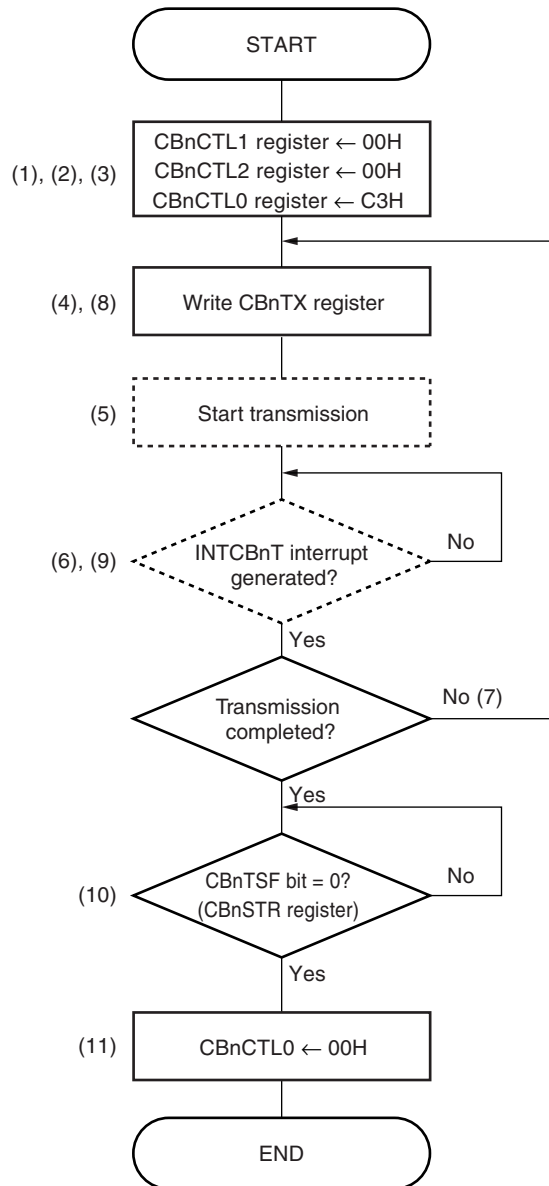 START
(1), (2), (3)
CBnCTL1 register ← 00H
CBnCTL2 register ← 00H
CBnCTL0 register ← C3H
(4), (8)
Write CBnTX register
(5)
Start transmission
(6), (9)
INTCBnT interrupt
generated?
No
Yes
Transmission
completed?
No (7)
Yes
(10)
CBnTSF bit = 0?
(CBnSTR register)
No
Yes
(11)
CBnCTL0 ← 00H
END